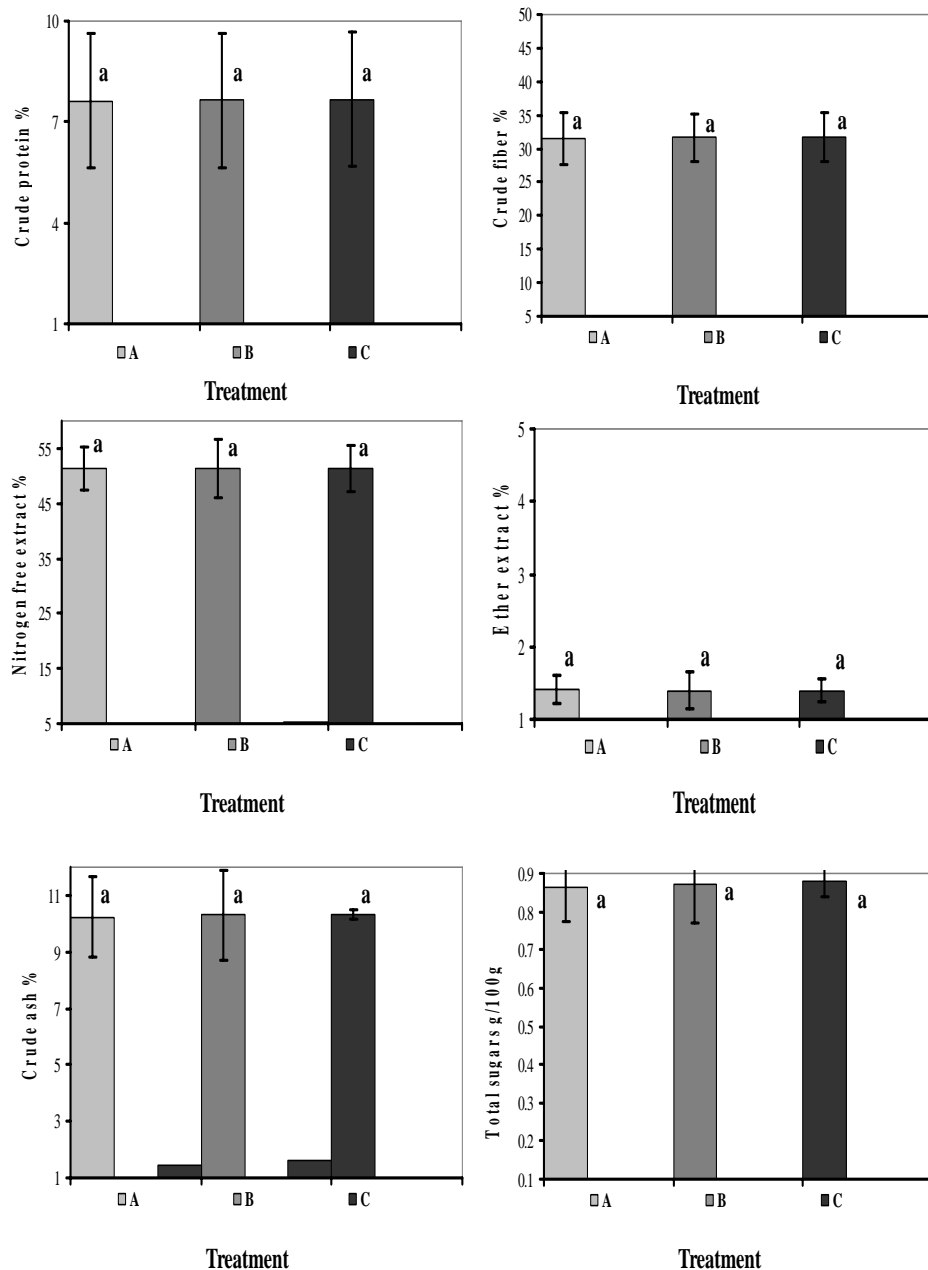 Crude protein %
10
7
4
1
a a a
A B C
Treatment
Crude fiber %
50
45
40
35
30
25
20
15
10
5
a a a
A B C
Treatment
Nitrogen free extract %
55
45
35
25
15
5
a a a
A B C
Treatment
Ether extract %
5
4
3
2
1
a a a
A B C
Treatment
Crude ash %
11
9
7
5
3
1
a a a
A B C
Treatment
Total sugars g/100g
0.9
0.8
0.7
0.6
0.5
0.4
0.3
0.2
0.1
a a a
A B C
Treatment